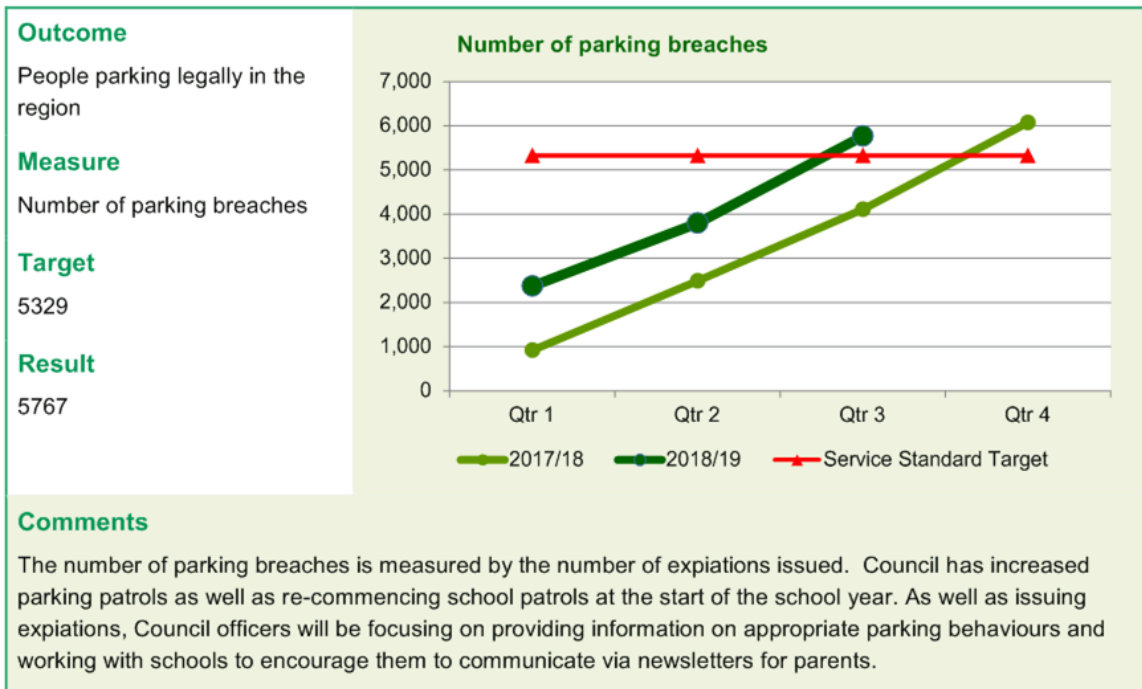 Outcome
People parking legally in the
region
Measure
Number of parking breaches
Target
5329
Result
5767
Number of parking breaches
7,000
6,000
5,000
4,000
3,000
2,000
1,000
0
Qtr 1 Qtr 2 Qtr 3 Qtr 4
2017/18 2018/19 Service Standard Target
Comments
The number of parking breaches is measured by the number of expiations issued.  Council has increased
parking patrols as well as re-commencing school patrols at the start of the school year. As well as issuing
expiations, Council officers will be focusing on providing information on appropriate parking behaviours and
working with schools to encourage them to communicate via newsletters for parents.